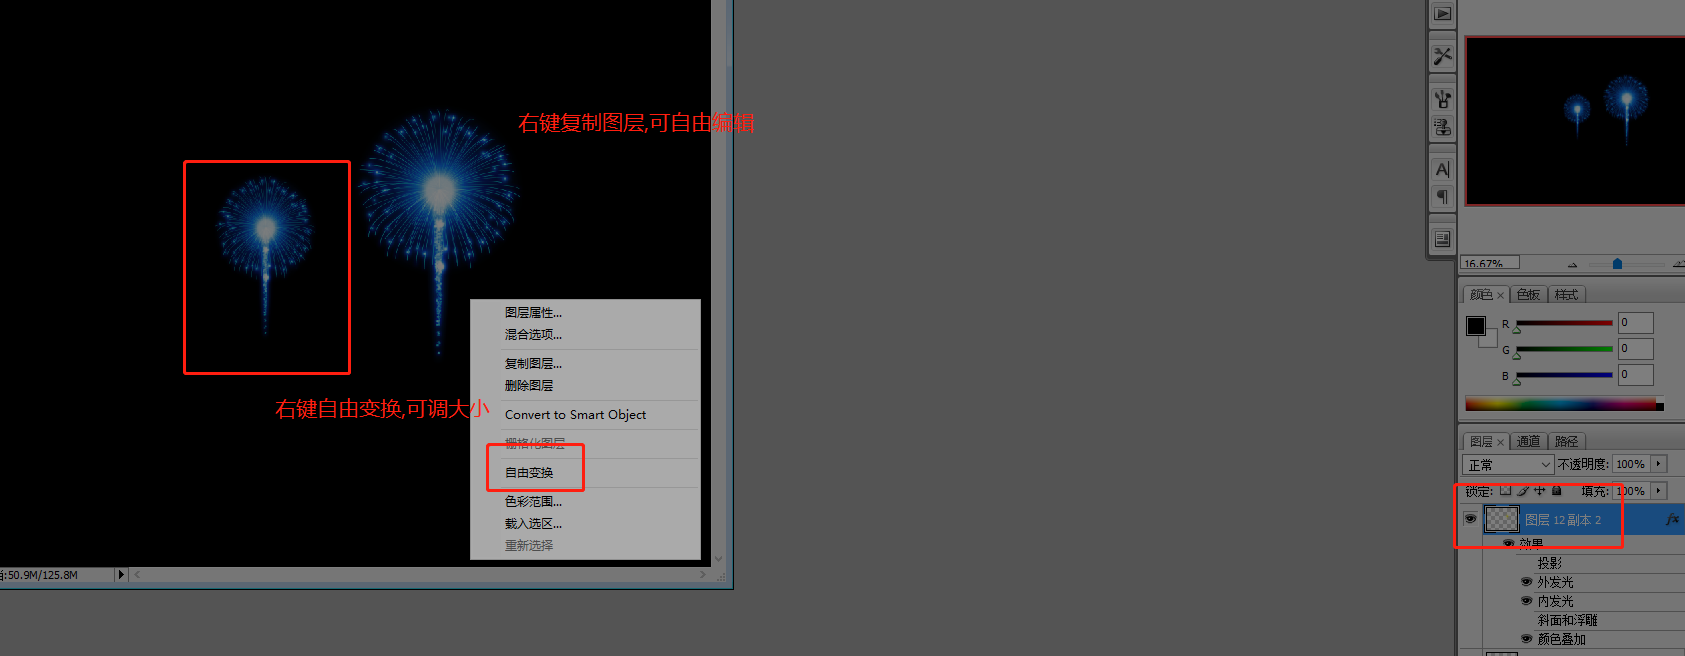 右键复制图层,可自由编辑
右键自由变换,可调大小
图层属性...
混合选项...
复制图层...
删除图层
Convert to Smart Object
栅格化图层
自由变换
色彩范围...
载入选区...
重新选择
:50.9M/125.8M
16.67%
颜色 × 色板 样式
R 0
G 0
B 0
图层 × 通道 路径
正常 不透明度: 100%
锁定: 填充: 100%
图层 12 副本 2 fx
效果
投影
外发光
内发光
斜面和浮雕
颜色叠加